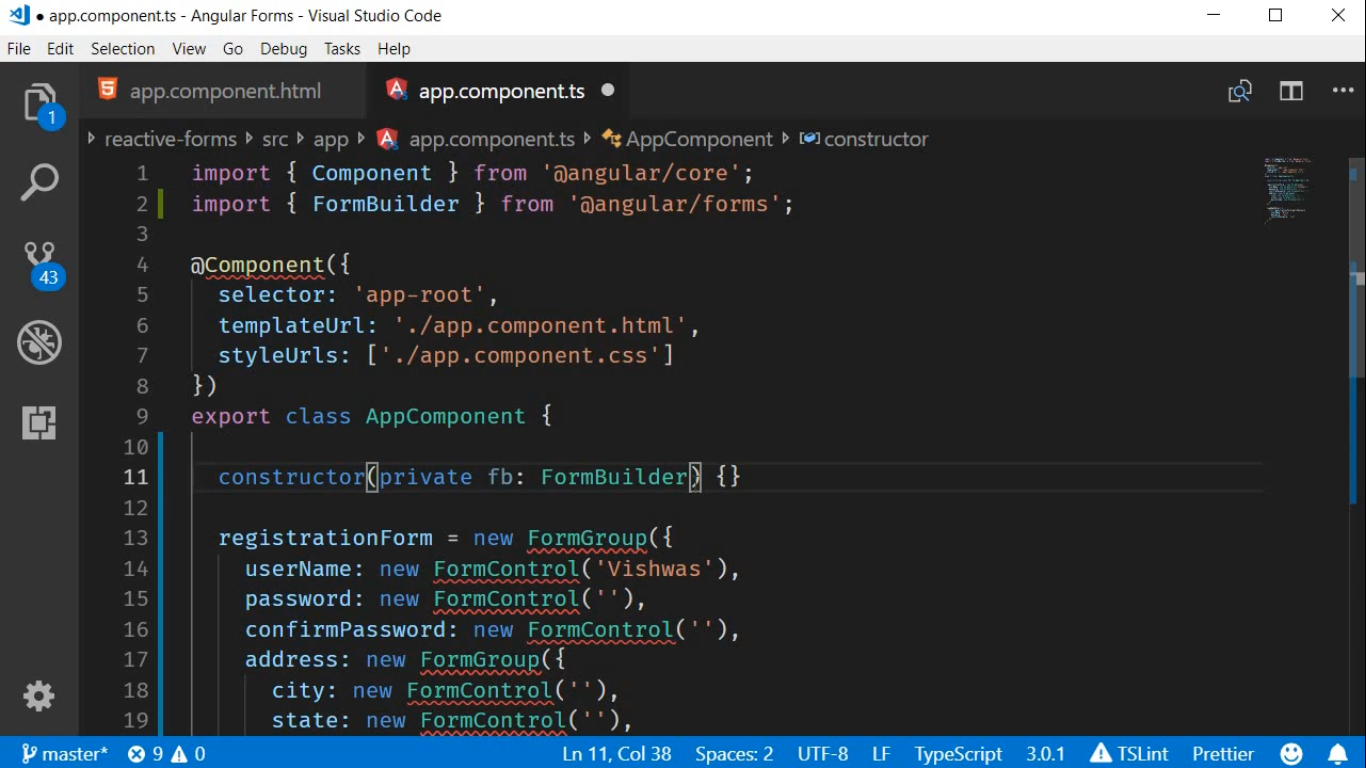 app.component.ts - Angular Forms - Visual Studio Code
File Edit Selection View Go Debug Tasks Help
app.component.html app.component.ts
reactive-forms src app app.component.ts AppComponent constructor
1 import { Component } from '@angular/core';
2 import { FormBuilder } from '@angular/forms';
3
4 @Component({
5 selector: 'app-root',
6 templateUrl: './app.component.html',
7 styleUrls: ['./app.component.css']
8 })
9 export class AppComponent {
10
11 constructor(private fb: FormBuilder) {}
12
13 registrationForm = new FormGroup({
14 userName: new FormControl('Vishwas'),
15 password: new FormControl(''),
16 confirmPassword: new FormControl(''),
17 address: new FormGroup({
18 city: new FormControl(''),
19 state: new FormControl(''),
1
43
master* 9 0 Ln 11, Col 38 Spaces: 2 UTF-8 LF TypeScript 3.0.1 TSLint Prettier